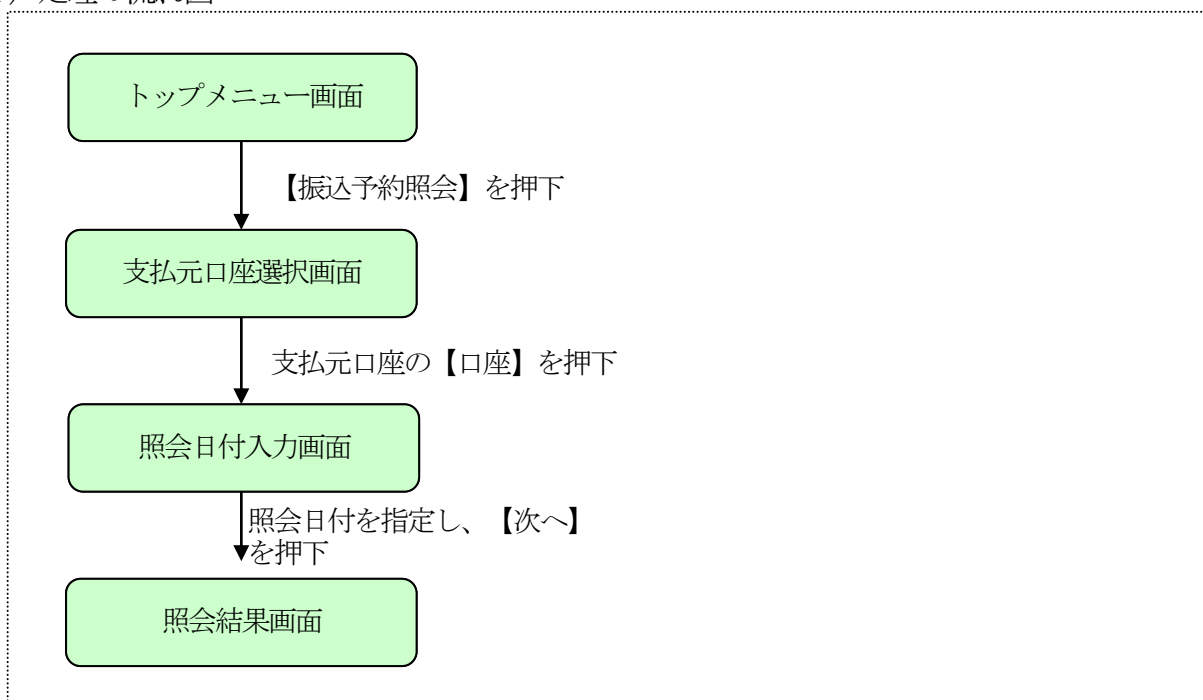 トップメニュー画面
【振込予約照会】を押下
支払元口座選択画面
支払元口座の【口座】を押下
照会日付入力画面
照会日付を指定し、【次へ】
を押下
照会結果画面